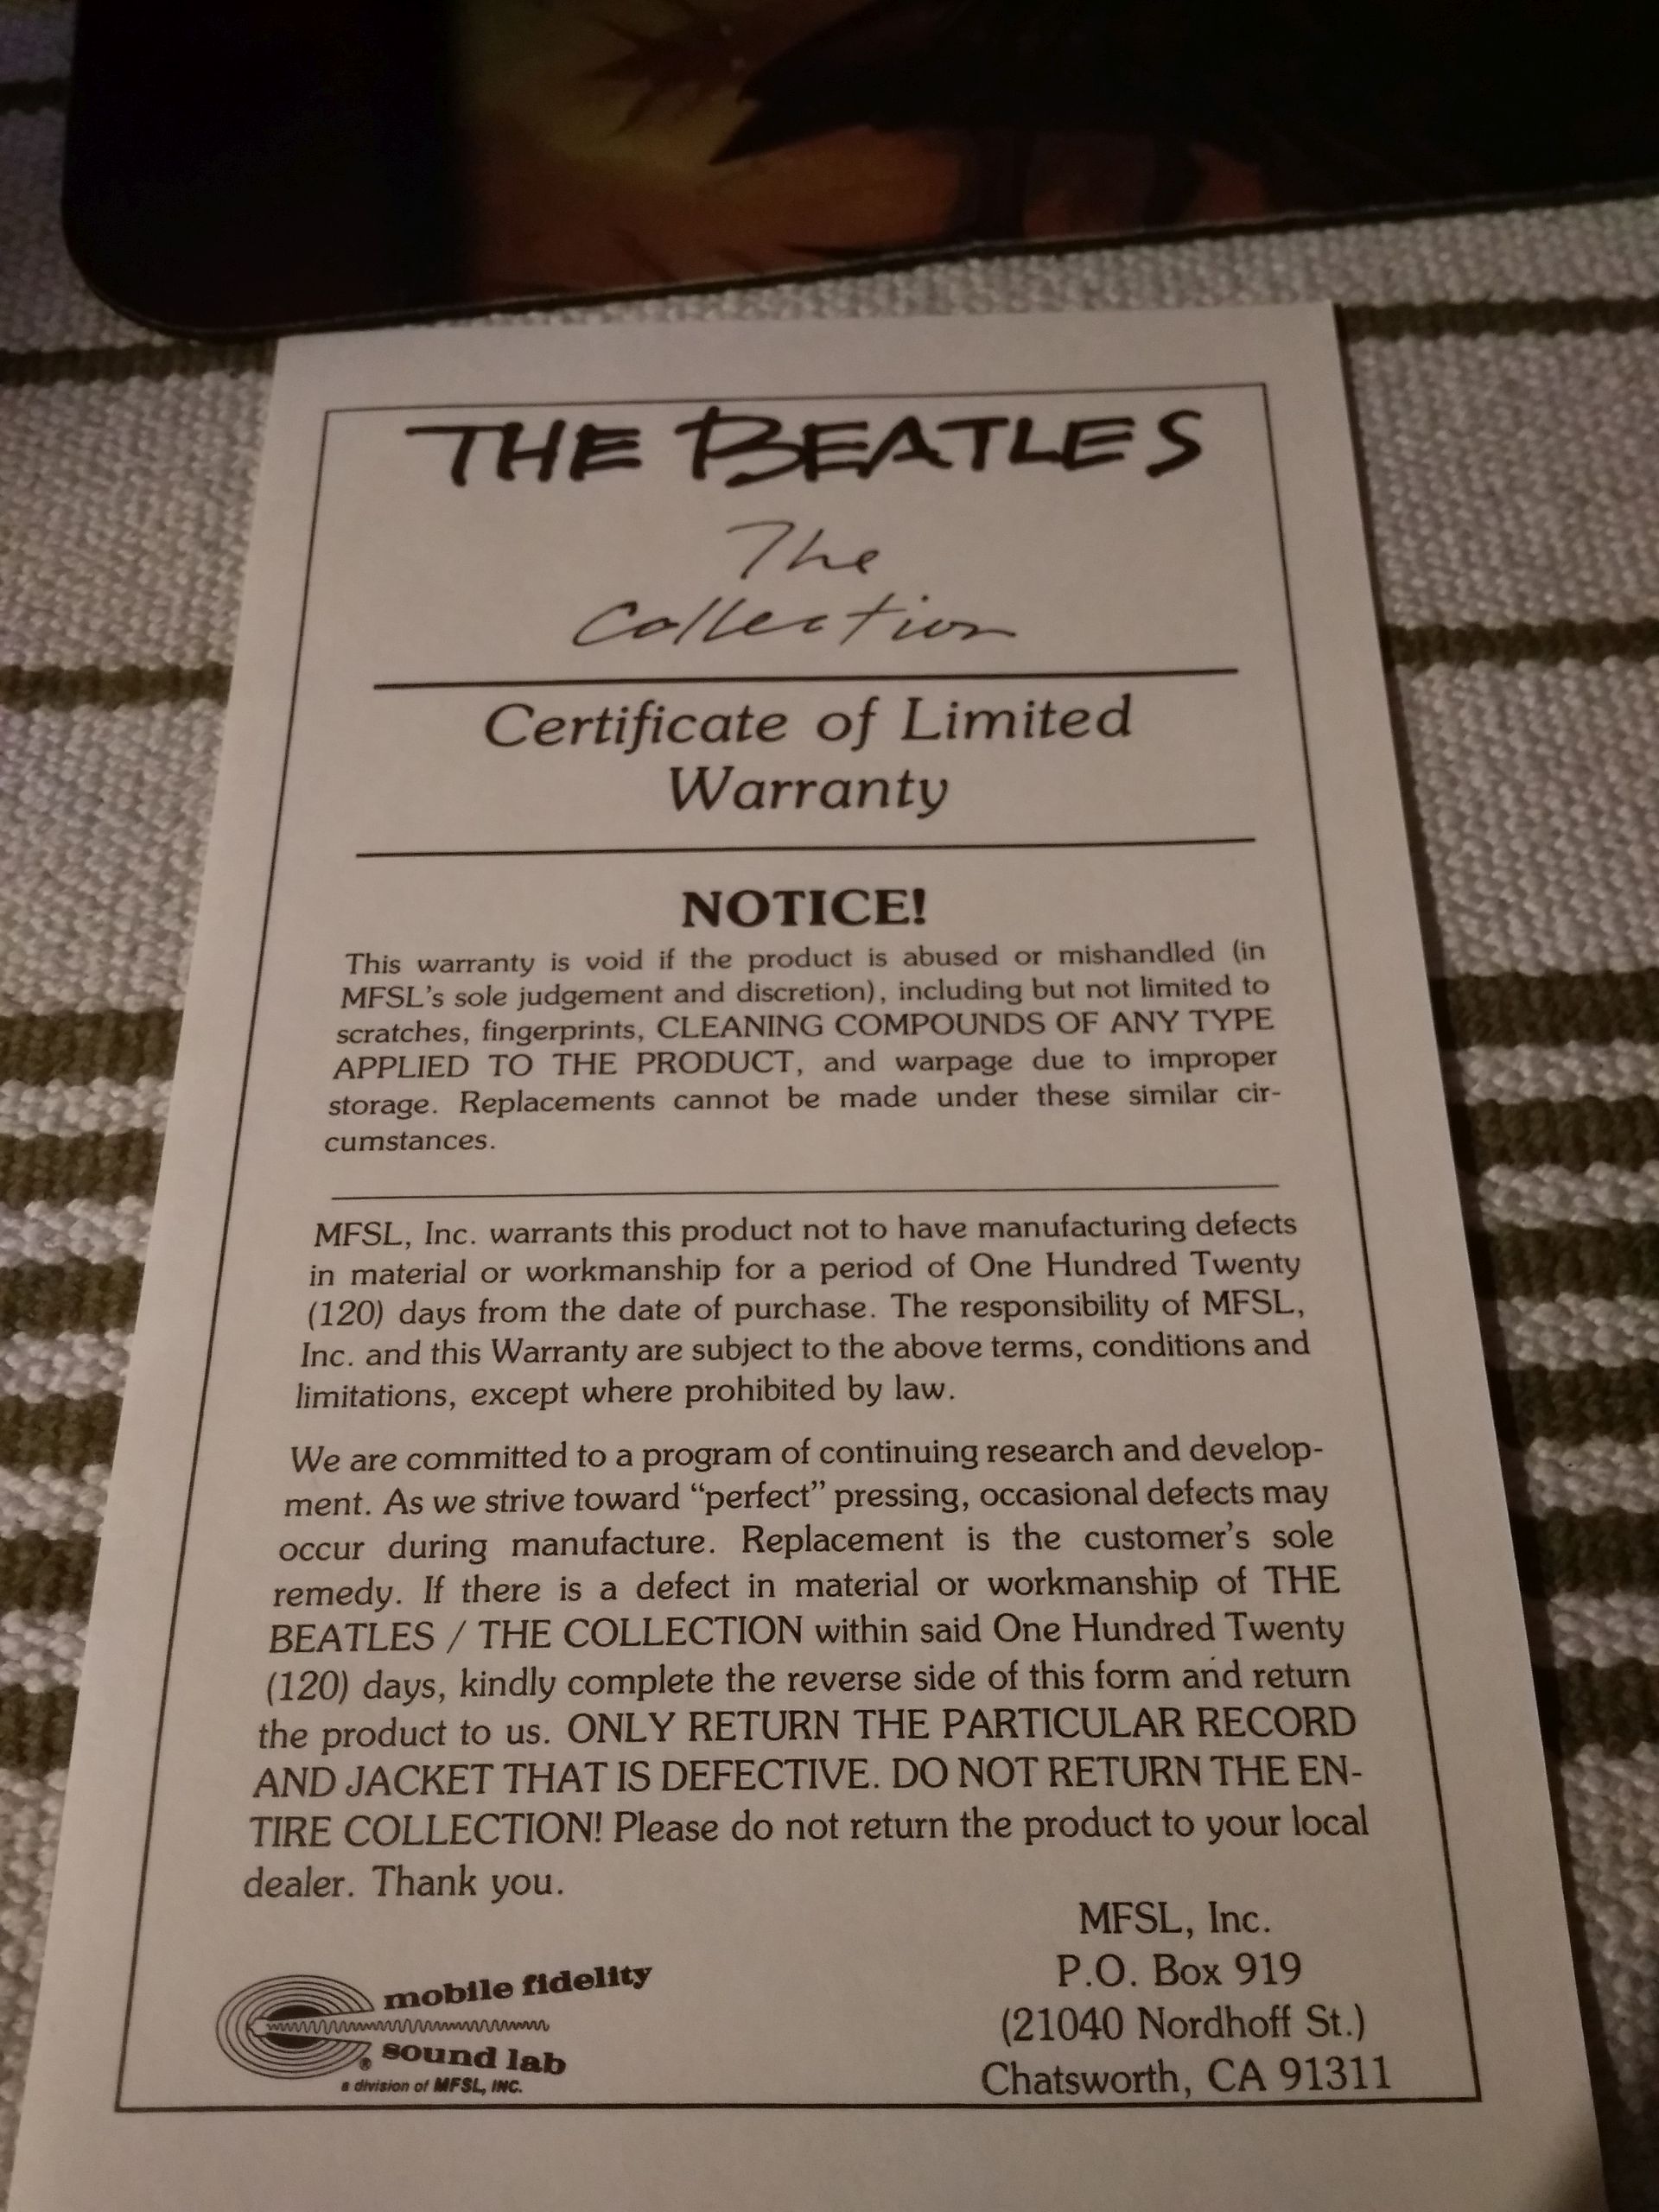 THE BEATLES
The
Collection
Certificate of Limited
Warranty
NOTICE!
This warranty is void if the product is abused or mishandled (in
MFSL's sole judgement and discretion), including but not limited to
scratches, fingerprints, CLEANING COMPOUNDS OF ANY TYPE
APPLIED TO THE PRODUCT, and warpage due to improper
storage. Replacements cannot be made under these similar cir-
cumstances.
MFSL, Inc. warrants this product not to have manufacturing defects
in material or workmanship for a period of One Hundred Twenty
(120) days from the date of purchase. The responsibility of MFSL,
Inc. and this Warranty are subject to the above terms, conditions and
limitations, except where prohibited by law.
We are committed to a program of continuing research and develop-
ment. As we strive toward “perfect” pressing, occasional defects may
occur during manufacture. Replacement is the customer's sole
remedy. If there is a defect in material or workmanship of THE
BEATLES / THE COLLECTION within said One Hundred Twenty
(120) days, kindly complete the reverse side of this form and return
the product to us. ONLY RETURN THE PARTICULAR RECORD
AND JACKET THAT IS DEFECTIVE. DO NOT RETURN THE EN-
TIRE COLLECTION! Please do not return the product to your local
dealer. Thank you.
MFSL, Inc.
P.O. Box 919
(21040 Nordhoff St.)
Chatsworth, CA 91311
mobile fidelity
® sound lab
a division of MFSL, INC.